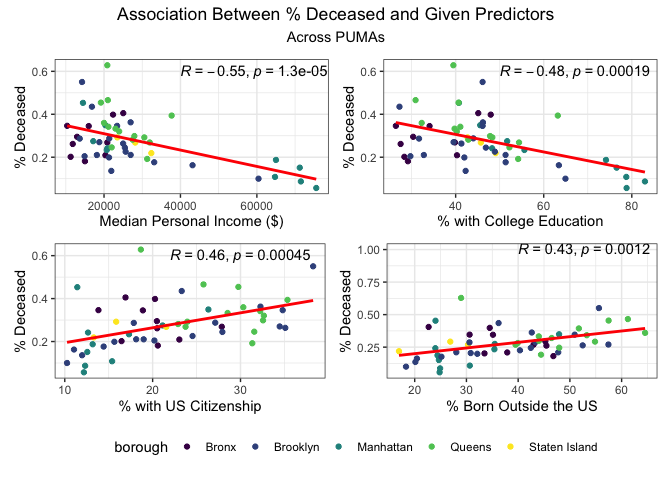 Association Between % Deceased and Given Predictors
Across PUMAs
% Deceased
0.6
0.4
0.2
R = −0.55, p = 1.3e-05
20000 40000 60000
Median Personal Income ($)
% Deceased
0.6
0.4
0.2
R = −0.48, p = 0.00019
40 60 80
% with College Education
% Deceased
0.6
0.4
0.2
R = 0.46, p = 0.00045
10 20 30
% with US Citizenship
% Deceased
1.00
0.75
0.50
0.25
R = 0.43, p = 0.0012
20 30 40 50 60
% Born Outside the US
borough Bronx Brooklyn Manhattan Queens Staten Island